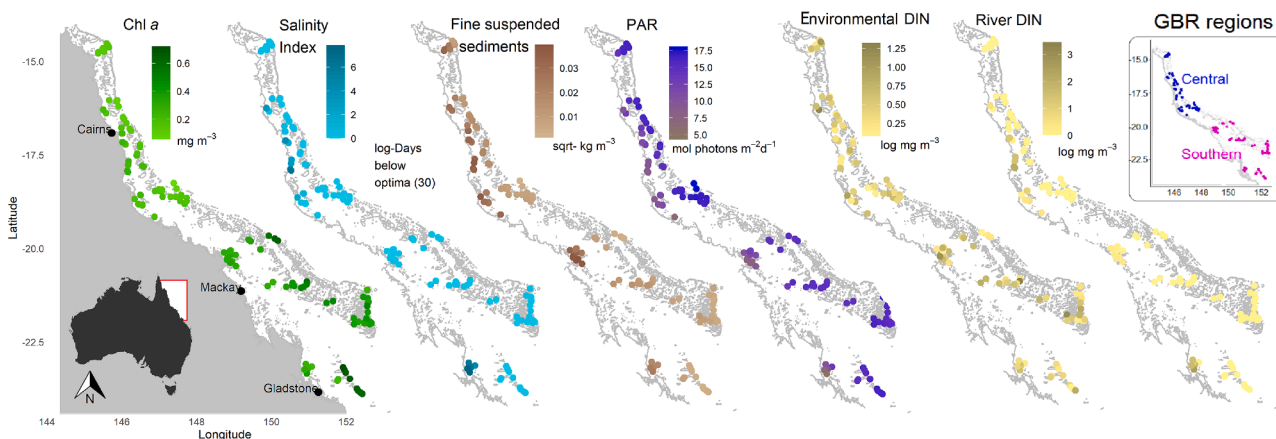 Chl a
0.6
0.4
0.2
mg m⁻³
Salinity
Index
6
4
2
0
log-Days
below
optima (30)
Fine suspended
sediments
0.03
0.02
0.01
sqrt- kg m⁻³
PAR
17.5
15.0
12.5
10.0
7.5
5.0
mol photons m⁻²d⁻¹
Environmental DIN
1.25
1.00
0.75
0.50
0.25
0.00
log mg m⁻³
River DIN
3
2
1
0
log mg m⁻³
GBR regions
-15.0
-17.5
-20.0
-22.5
Central
Southern
146 148 150 152
Latitude
-15.0
-17.5
-20.0
-22.5
Cairns
Mackay
Gladstone
N
144 146 148 150 152
Longitude